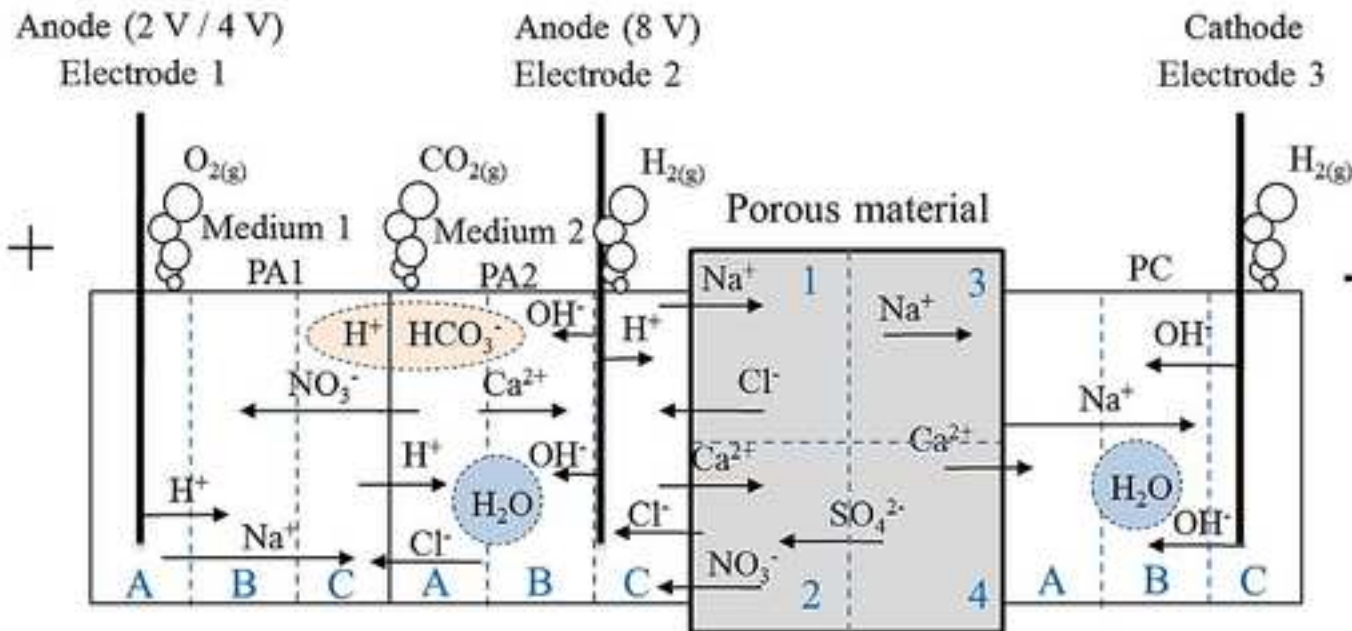 Anode (2 V / 4 V)
Electrode 1
Anode (8 V)
Electrode 2
Cathode
Electrode 3
O₂(g)
CO₂(g)
H₂(g)
H₂(g)
+
Medium 1
Medium 2
Porous material
-
PA1
PA2
PC
Na⁺
1
3
H⁺
HCO₃⁻
OH⁻
H⁺
Na⁺
OH⁻
NO₃⁻
Ca²⁺
Cl⁻
Na⁺
H⁺
OH⁻
Ca²⁺
Ca²⁺
H⁺
H₂O
H₂O
Na⁺
Cl⁻
Cl⁻
SO₄²⁻
OH⁻
NO₃⁻
A
B
C
A
B
C
2
4
A
B
C